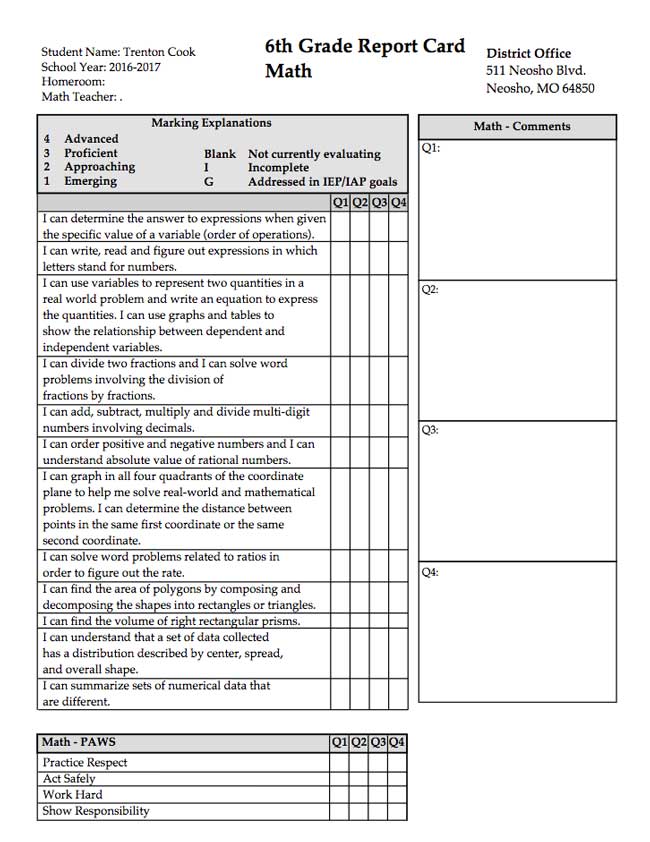 Student Name: Trenton Cook
School Year: 2016-2017
Homeroom:
Math Teacher: .
6th Grade Report Card
Math
District Office
511 Neosho Blvd.
Neosho, MO 64850
Marking Explanations
4 Advanced
3 Proficient
2 Approaching
1 Emerging
Blank Not currently evaluating
I Incomplete
G Addressed in IEP/IAP goals
Q1 Q2 Q3 Q4
I can determine the answer to expressions when given
the specific value of a variable (order of operations).
I can write, read and figure out expressions in which
letters stand for numbers.
I can use variables to represent two quantities in a
real world problem and write an equation to express
the quantities. I can use graphs and tables to
show the relationship between dependent and
independent variables.
I can divide two fractions and I can solve word
problems involving the division of
fractions by fractions.
I can add, subtract, multiply and divide multi-digit
numbers involving decimals.
I can order positive and negative numbers and I can
understand absolute value of rational numbers.
I can graph in all four quadrants of the coordinate
plane to help me solve real-world and mathematical
problems. I can determine the distance between
points in the same first coordinate or the same
second coordinate.
I can solve word problems related to ratios in
order to figure out the rate.
I can find the area of polygons by composing and
decomposing the shapes into rectangles or triangles.
I can find the volume of right rectangular prisms.
I can understand that a set of data collected
has a distribution described by center, spread,
and overall shape.
I can summarize sets of numerical data that
are different.
Math - Comments
Q1:
Q2:
Q3:
Q4:
Math - PAWS Q1 Q2 Q3 Q4
Practice Respect
Act Safely
Work Hard
Show Responsibility